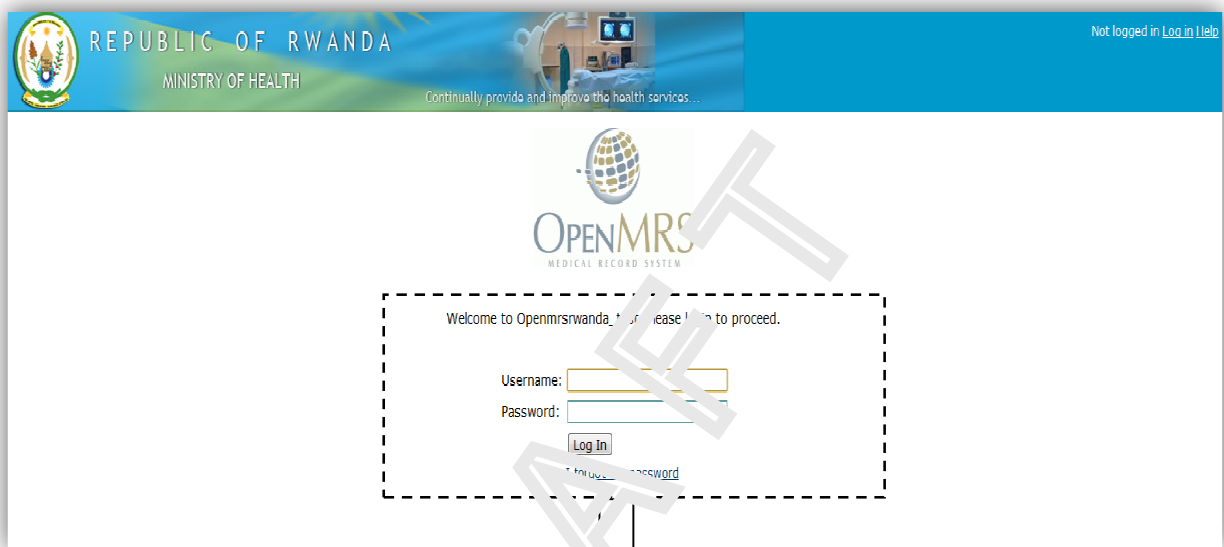 REPUBLIC OF RWANDA
MINISTRY OF HEALTH
Continually provide and improve the health services...
Not logged in Log in Help
OPENMRS
MEDICAL RECORD SYSTEM
Welcome to Openmrsrwanda_ to proceed.
Username:
Password:
Log In
I forgot password